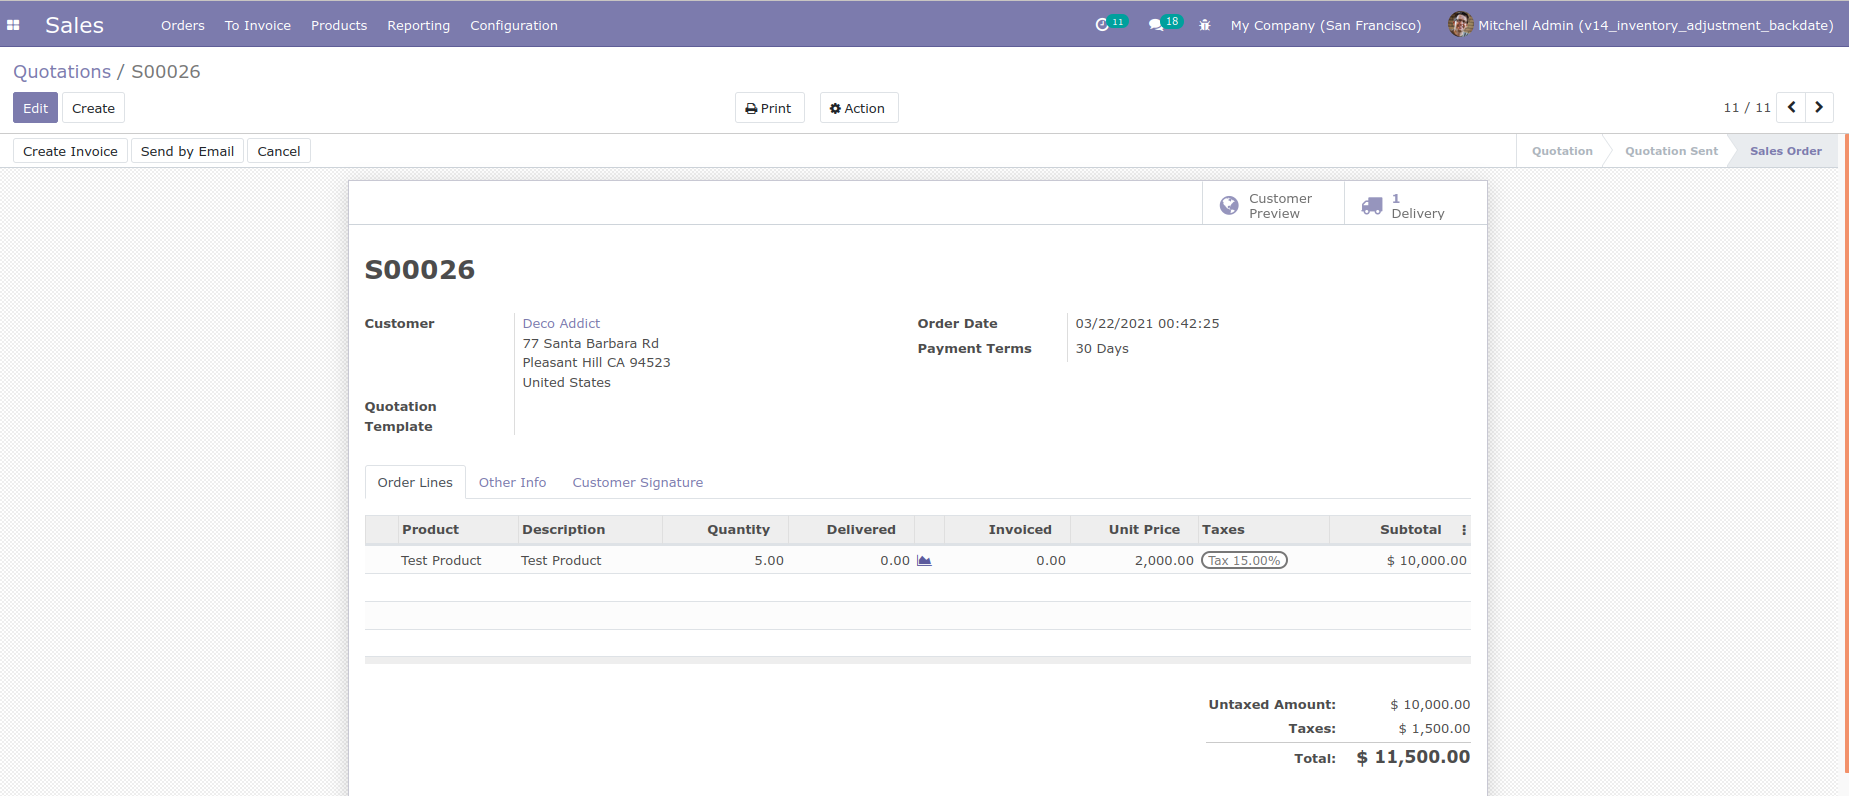 Sales Orders To Invoice Products Reporting Configuration 11 18 My Company (San Francisco) Mitchell Admin (v14_inventory_adjustment_backdate)
Quotations / S00026
Edit Create Print Action 11 / 11
Create Invoice Send by Email Cancel Quotation Quotation Sent Sales Order
Customer Preview
1 Delivery
S00026
Customer Deco Addict
77 Santa Barbara Rd
Pleasant Hill CA 94523
United States
Quotation
Template
Order Date 03/22/2021 00:42:25
Payment Terms 30 Days
Order Lines Other Info Customer Signature
Product Description Quantity Delivered Invoiced Unit Price Taxes Subtotal
Test Product Test Product 5.00 0.00 0.00 2,000.00 Tax 15.00% $ 10,000.00
Untaxed Amount: $ 10,000.00
Taxes: $ 1,500.00
Total: $ 11,500.00